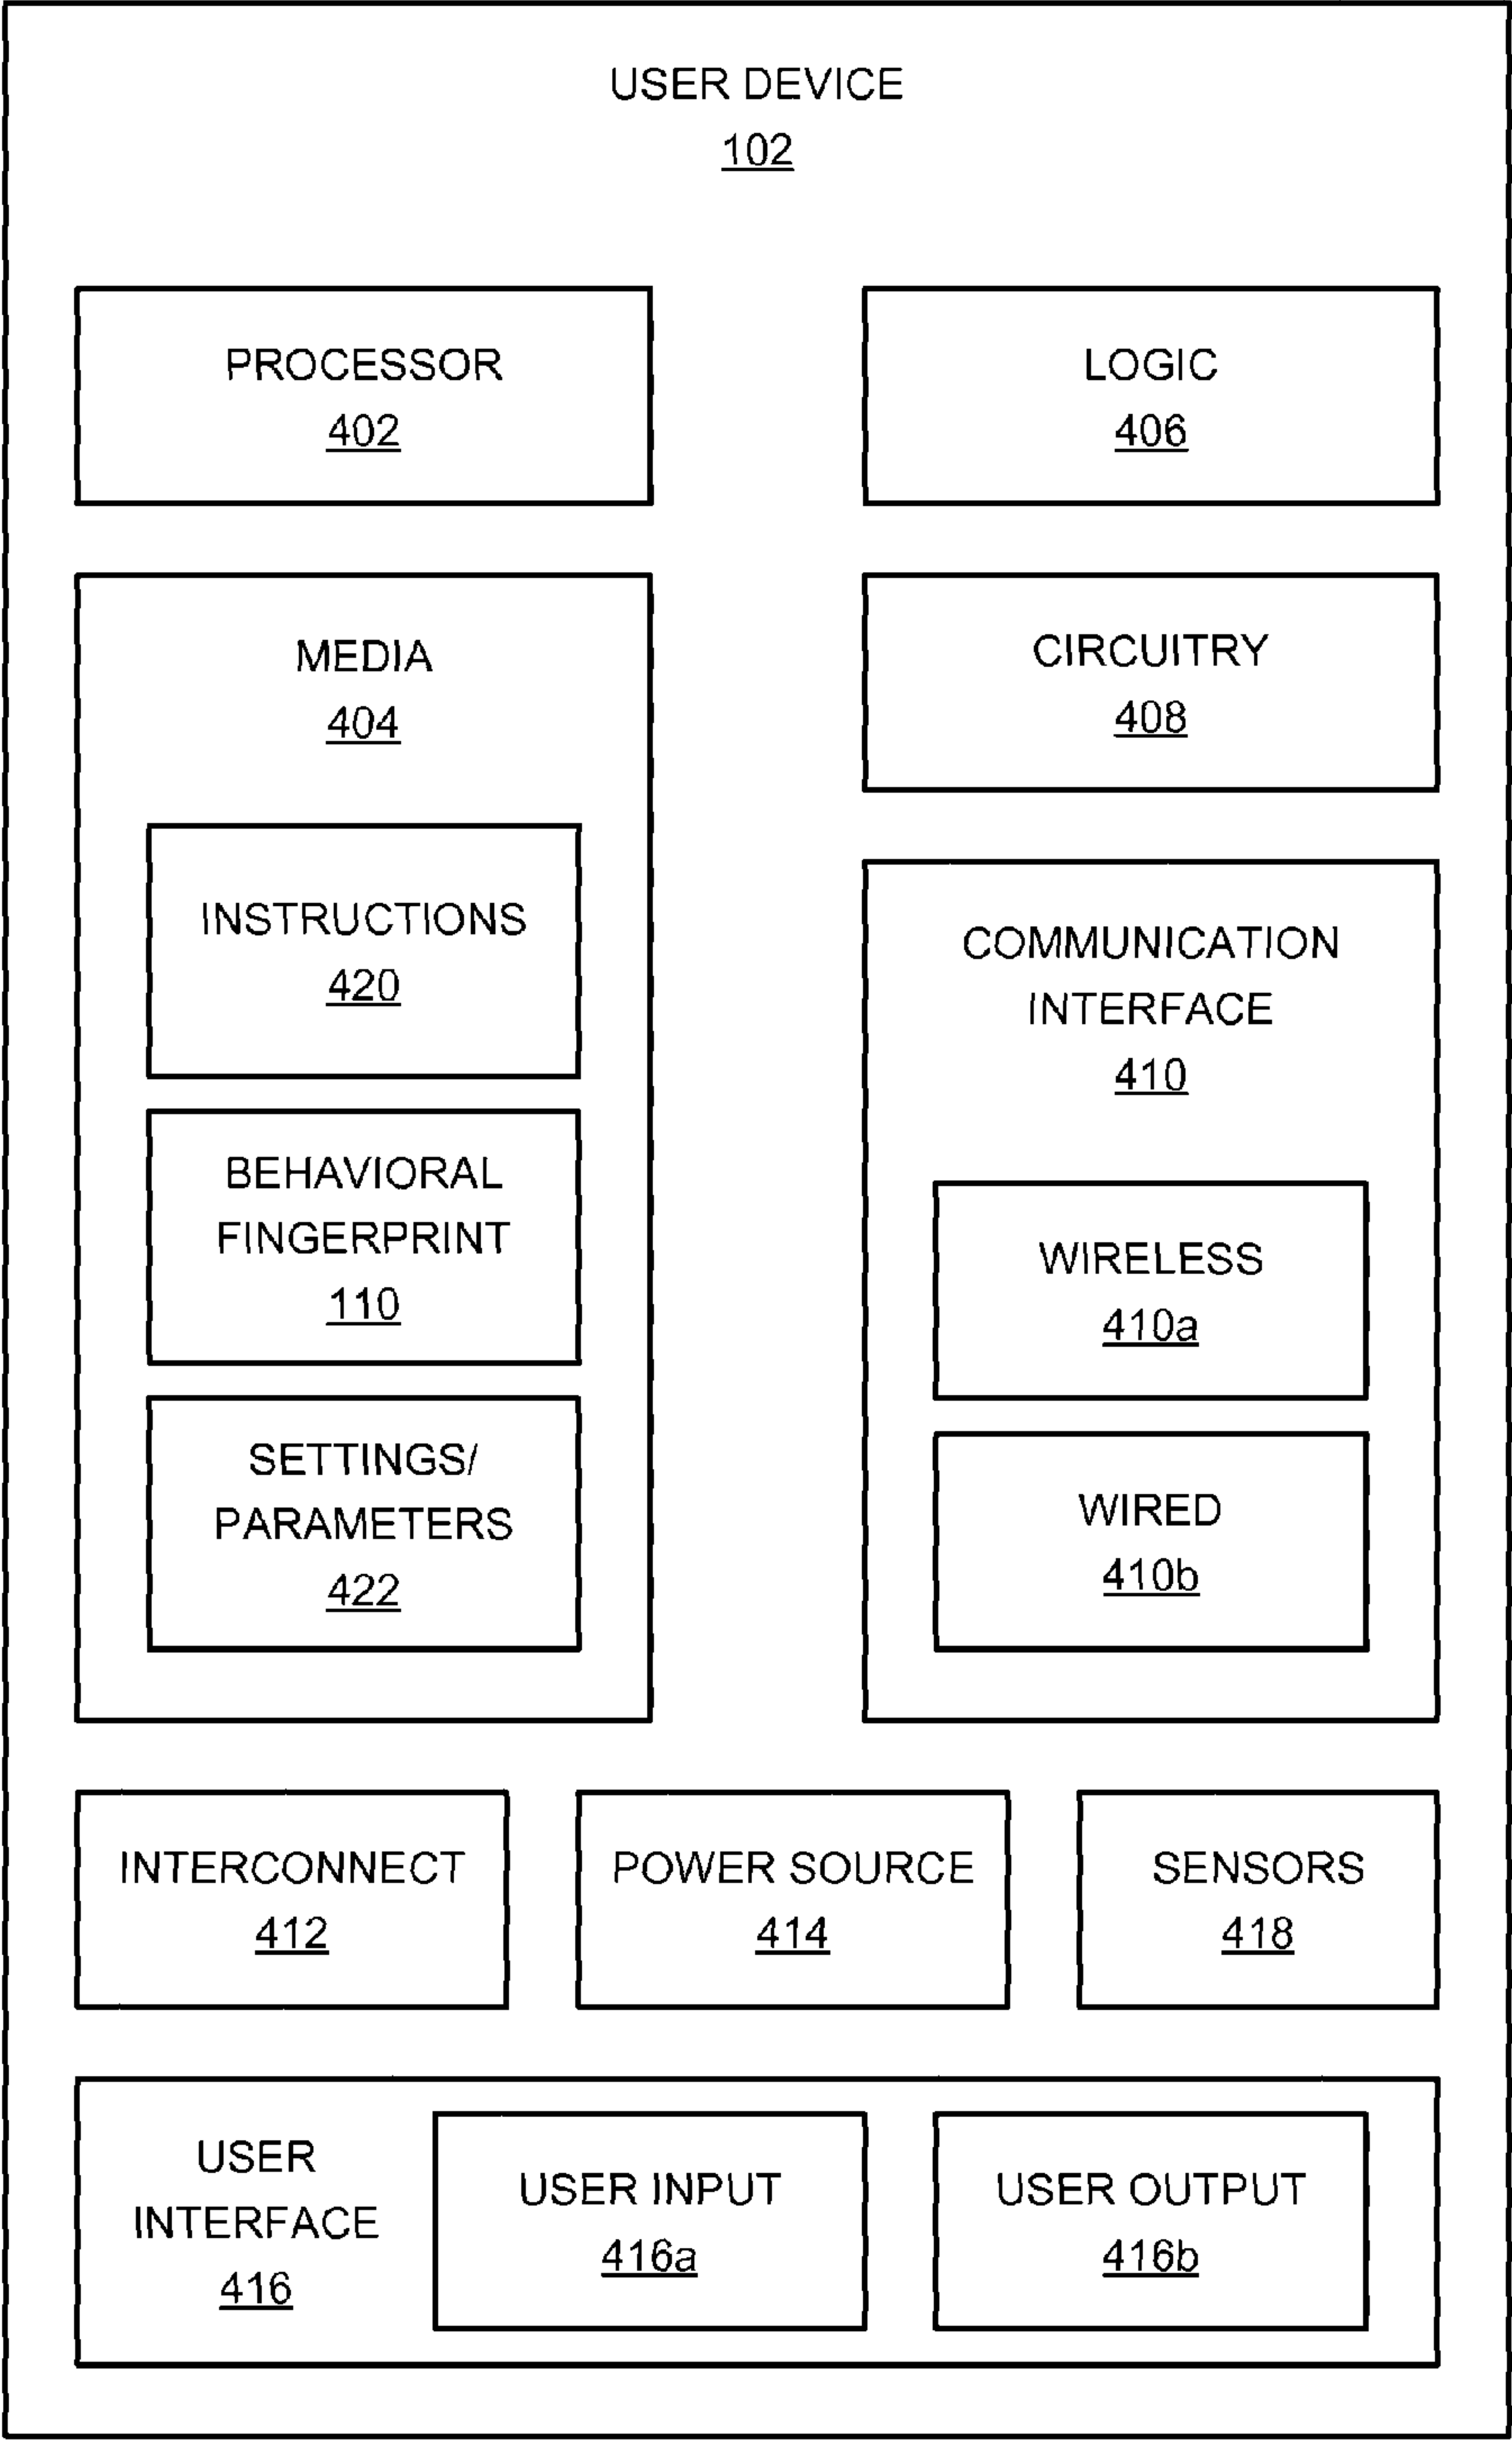 USER DEVICE
102
PROCESSOR
402
LOGIC
406
MEDIA
404
INSTRUCTIONS
420
BEHAVIORAL
FINGERPRINT
110
SETTINGS/
PARAMETERS
422
CIRCUITRY
408
COMMUNICATION
INTERFACE
410
WIRELESS
410a
WIRED
410b
INTERCONNECT
412
POWER SOURCE
414
SENSORS
418
USER
INTERFACE
416
USER INPUT
416a
USER OUTPUT
416b